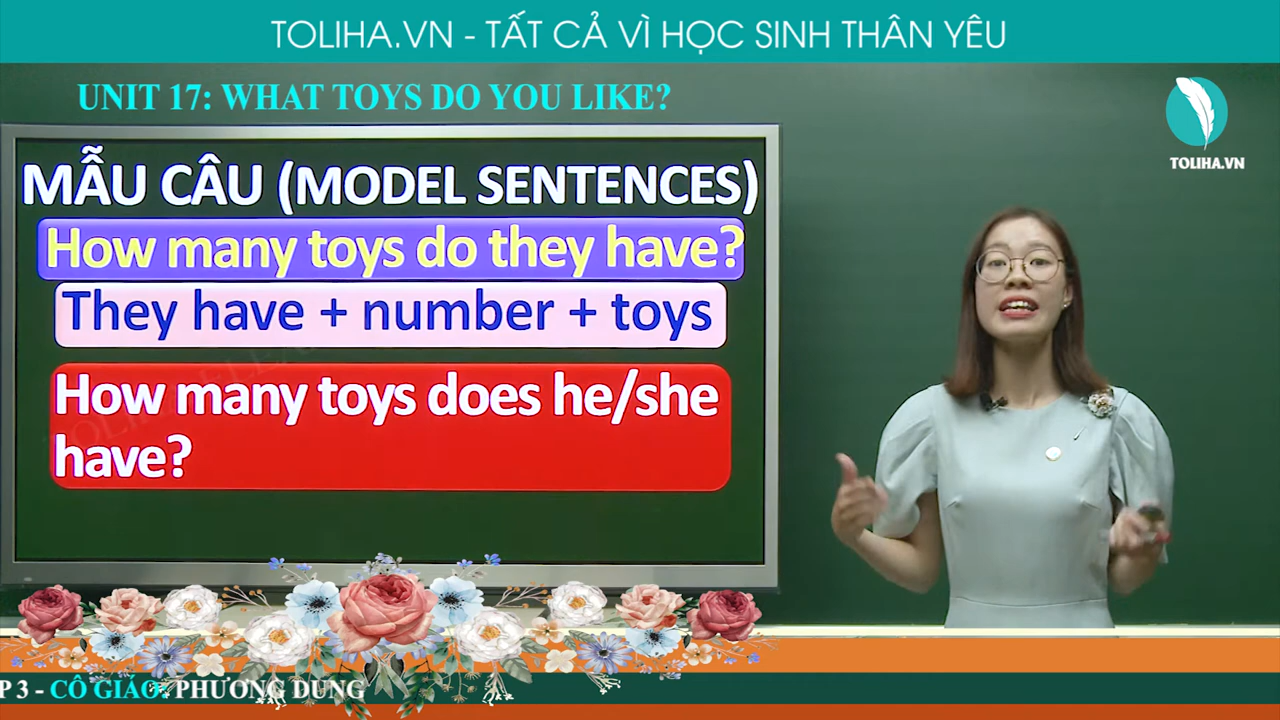 TOLIHA.VN - TẤT CẢ VÌ HỌC SINH THÂN YÊU
UNIT 17: WHAT TOYS DO YOU LIKE?
TOLIHA.VN
MẪU CÂU (MODEL SENTENCES)
How many toys do they have?
They have + number + toys
How many toys does he/she
have?
P 3 - CÔ GIÁO: PHƯƠNG DUNG